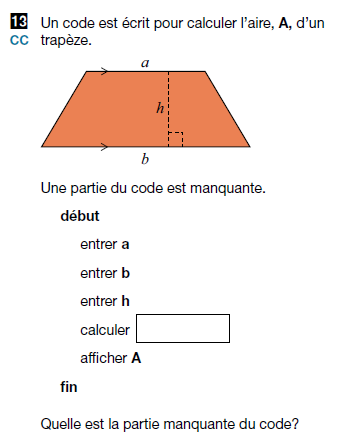 13 Un code est écrit pour calculer l'aire, A, d'un
CC trapèze.
a
h
b
Une partie du code est manquante.
début
entrer a
entrer b
entrer h
calculer
afficher A
fin
Quelle est la partie manquante du code?